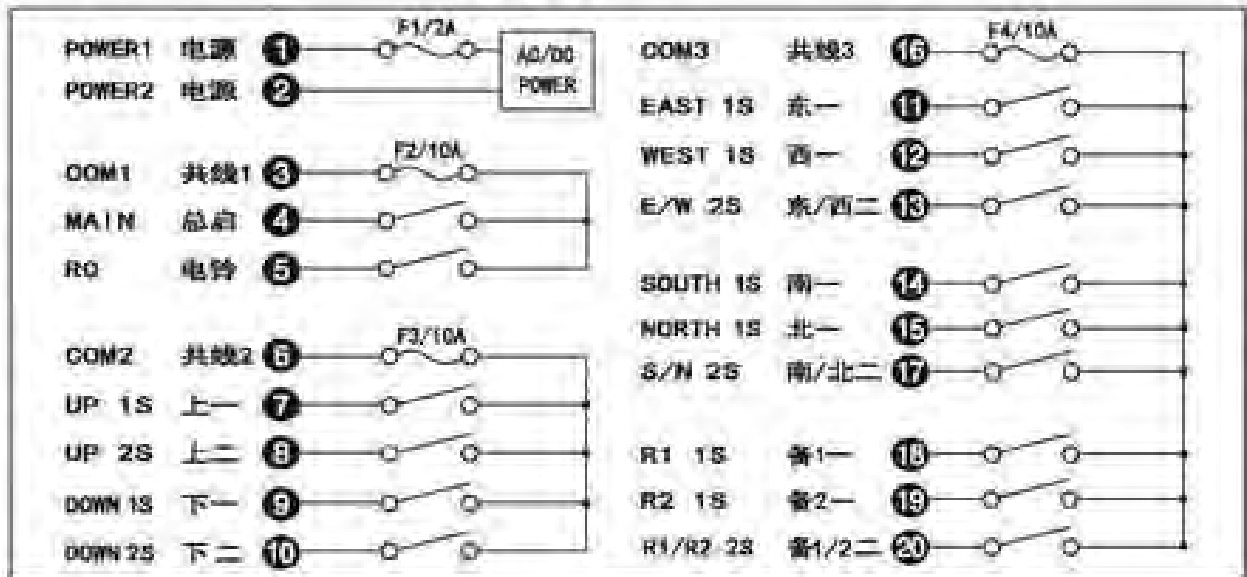 F1/2A
POWER1 电源 1
AC/DC
POWER
POWER2 电源 2
F2/10A
COM1 共线1 3
MAIN 总启 4
RO 电铃 5
F3/10A
COM2 共线2 6
UP 1S 上一 7
UP 2S 上二 8
DOWN 1S 下一 9
DOWN 2S 下二 10
F4/10A
COM3 共线3 16
EAST 1S 东一 11
WEST 1S 西一 12
E/W 2S 东/西二 13
SOUTH 1S 南一 14
NORTH 1S 北一 15
S/N 2S 南/北二 17
R1 1S 备1一 18
R2 1S 备2一 19
R1/R2 2S 备1/2二 20